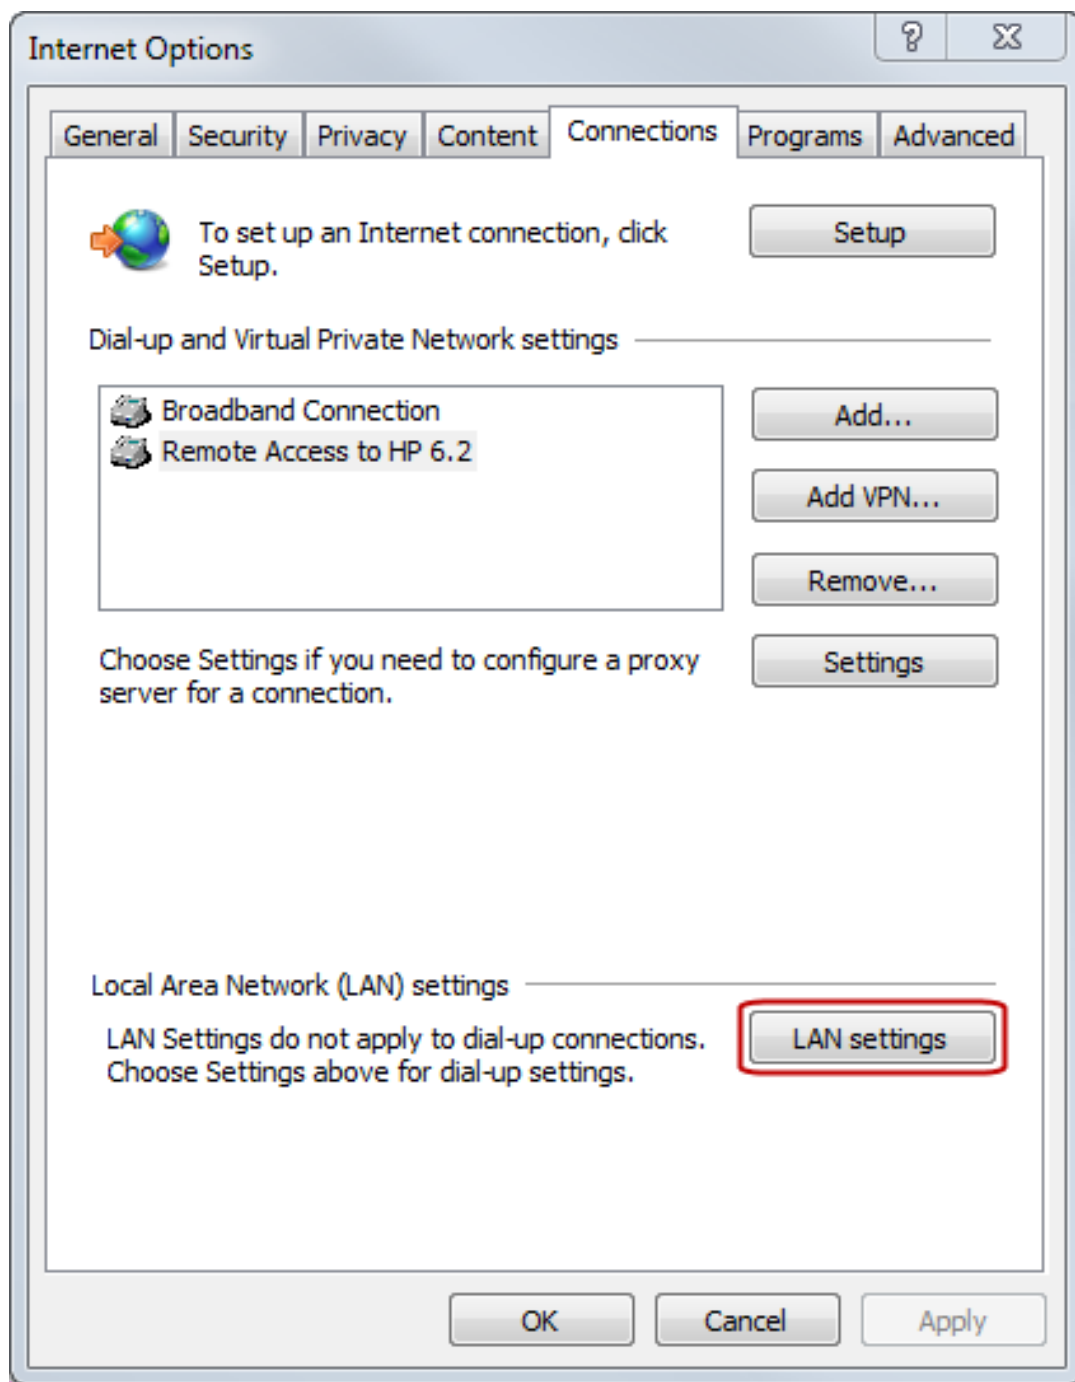 Internet Options
General Security Privacy Content Connections Programs Advanced
To set up an Internet connection, click
Setup.
Setup
Dial-up and Virtual Private Network settings
Broadband Connection
Remote Access to HP 6.2
Add...
Add VPN...
Remove...
Choose Settings if you need to configure a proxy
server for a connection.
Settings
Local Area Network (LAN) settings
LAN Settings do not apply to dial-up connections.
Choose Settings above for dial-up settings.
LAN settings
OK Cancel Apply